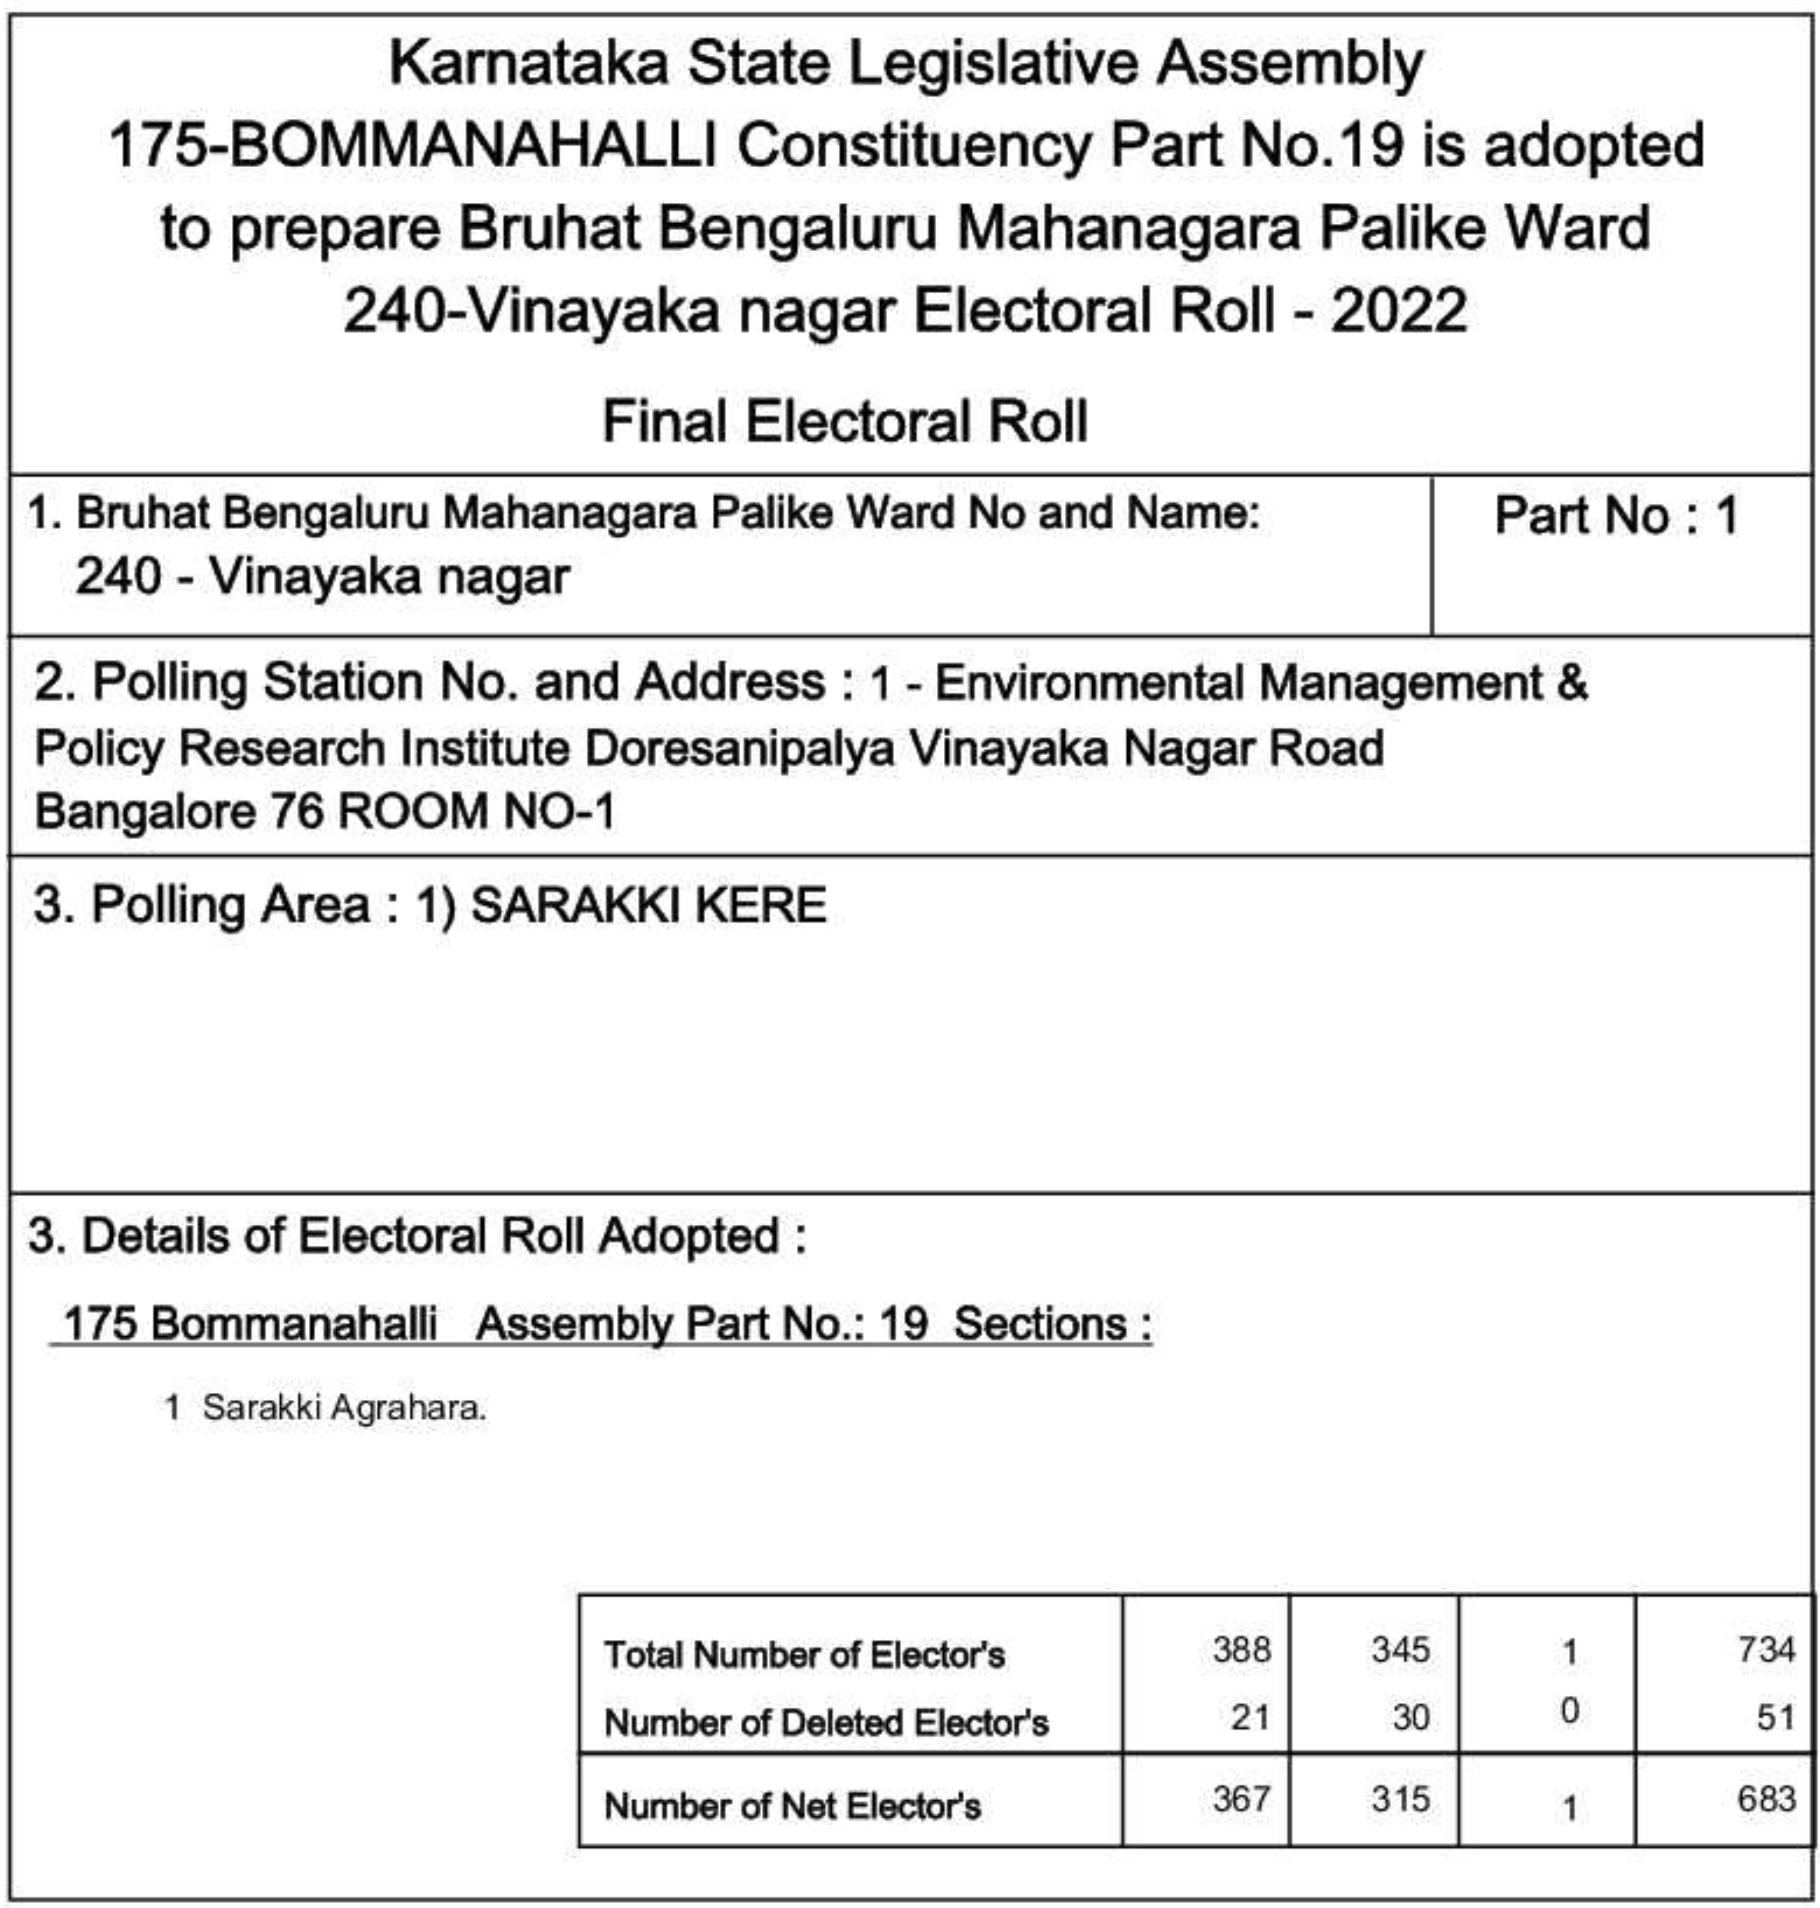 Karnataka State Legislative Assembly
175-BOMMANAHALLI Constituency Part No.19 is adopted
to prepare Bruhat Bengaluru Mahanagara Palike Ward
240-Vinayaka nagar Electoral Roll - 2022
Final Electoral Roll
1. Bruhat Bengaluru Mahanagara Palike Ward No and Name: Part No : 1
240 - Vinayaka nagar
2. Polling Station No. and Address : 1 - Environmental Management &
Policy Research Institute Doresanipalya Vinayaka Nagar Road
Bangalore 76 ROOM NO-1
3. Polling Area : 1) SARAKKI KERE
3. Details of Electoral Roll Adopted :
175 Bommanahalli Assembly Part No.: 19 Sections :
1 Sarakki Agrahara.
Total Number of Elector's 388 345 1 734
Number of Deleted Elector's 21 30 0 51
Number of Net Elector's 367 315 1 683